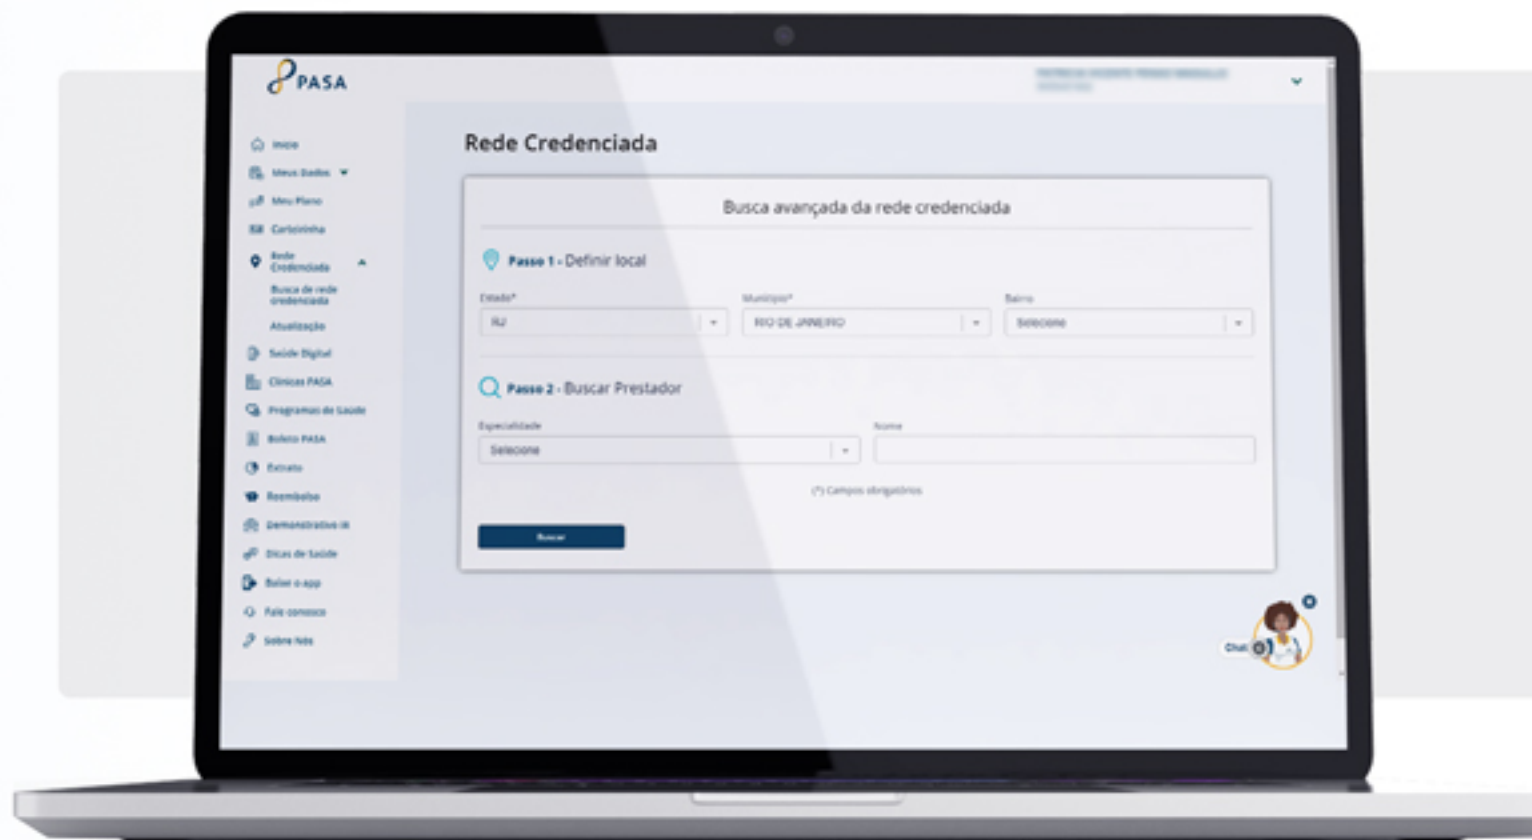 PASA
Início
Meus Dados
Meu Plano
Carteirinha
Rede
Credenciada
Busca de rede
credenciada
Atualização
Saúde Digital
Clínicas PASA
Programas de Saúde
Boleto PASA
Extrato
Reembolso
Demonstrativo IR
Dicas de Saúde
Baixe o app
Fale conosco
Sobre Nós
Rede Credenciada
Busca avançada da rede credenciada
Passo 1 - Definir local
Estado* Município* Bairro
RJ RIO DE JANEIRO Selecione
Passo 2 - Buscar Prestador
Especialidade Nome
Selecione
(*) Campos obrigatórios
Buscar
Chat